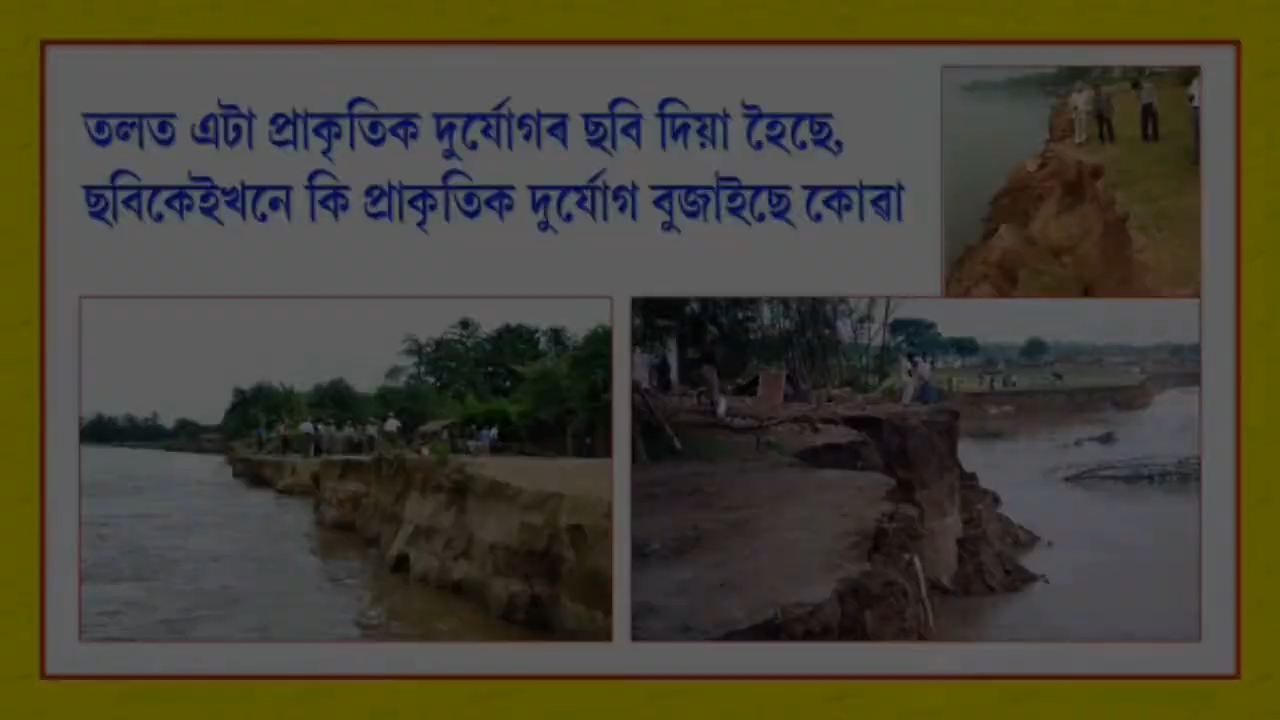 তলত এটা প্ৰাকৃতিক দুৰ্যোগৰ ছবি দিয়া হৈছে,
ছবিকেইখনে কি প্ৰাকৃতিক দুৰ্যোগ বুজাইছে কোৱা